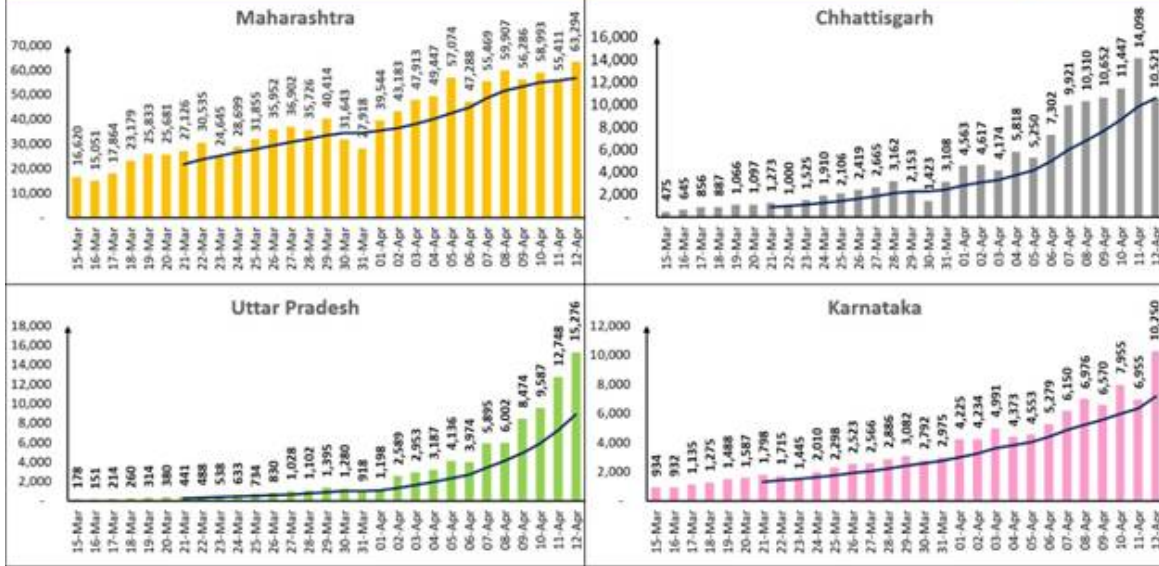 Maharashtra
70,000
60,000
50,000
40,000
30,000
20,000
10,000
-
16,620 15,051 17,864 23,179 25,833 25,681 27,126 30,535 24,645 28,699 31,855 35,952 36,902 35,726 40,414 31,643 27,918 39,544 43,183 47,913 49,447 57,074 47,288 55,469 59,907 56,286 58,993 55,411 63,294
15-Mar 16-Mar 17-Mar 18-Mar 19-Mar 20-Mar 21-Mar 22-Mar 23-Mar 24-Mar 25-Mar 26-Mar 27-Mar 28-Mar 29-Mar 30-Mar 31-Mar 01-Apr 02-Apr 03-Apr 04-Apr 05-Apr 06-Apr 07-Apr 08-Apr 09-Apr 10-Apr 11-Apr 12-Apr
Chhattisgarh
16,000
14,000
12,000
10,000
8,000
6,000
4,000
2,000
-
475 645 856 887 1,066 1,097 1,273 1,000 1,525 1,910 2,106 2,419 2,665 3,162 2,153 1,423 3,108 4,563 4,617 4,174 5,818 5,250 7,302 9,921 10,310 10,652 11,447 14,098 10,521
15-Mar 16-Mar 17-Mar 18-Mar 19-Mar 20-Mar 21-Mar 22-Mar 23-Mar 24-Mar 25-Mar 26-Mar 27-Mar 28-Mar 29-Mar 30-Mar 31-Mar 01-Apr 02-Apr 03-Apr 04-Apr 05-Apr 06-Apr 07-Apr 08-Apr 09-Apr 10-Apr 11-Apr 12-Apr
Uttar Pradesh
18,000
16,000
14,000
12,000
10,000
8,000
6,000
4,000
2,000
-
178 151 214 260 314 380 441 488 538 633 734 830 1,028 1,102 1,395 1,280 918 1,198 2,589 2,953 3,187 4,136 3,974 5,895 6,002 8,474 9,587 12,748 15,276
15-Mar 16-Mar 17-Mar 18-Mar 19-Mar 20-Mar 21-Mar 22-Mar 23-Mar 24-Mar 25-Mar 26-Mar 27-Mar 28-Mar 29-Mar 30-Mar 31-Mar 01-Apr 02-Apr 03-Apr 04-Apr 05-Apr 06-Apr 07-Apr 08-Apr 09-Apr 10-Apr 11-Apr 12-Apr
Karnataka
12,000
10,000
8,000
6,000
4,000
2,000
-
934 932 1,135 1,275 1,488 1,587 1,798 1,715 1,445 2,010 2,298 2,523 2,566 2,886 3,082 2,792 2,975 4,225 4,234 4,991 4,373 4,553 5,279 6,150 6,976 6,570 7,955 6,955 10,250
15-Mar 16-Mar 17-Mar 18-Mar 19-Mar 20-Mar 21-Mar 22-Mar 23-Mar 24-Mar 25-Mar 26-Mar 27-Mar 28-Mar 29-Mar 30-Mar 31-Mar 01-Apr 02-Apr 03-Apr 04-Apr 05-Apr 06-Apr 07-Apr 08-Apr 09-Apr 10-Apr 11-Apr 12-Apr